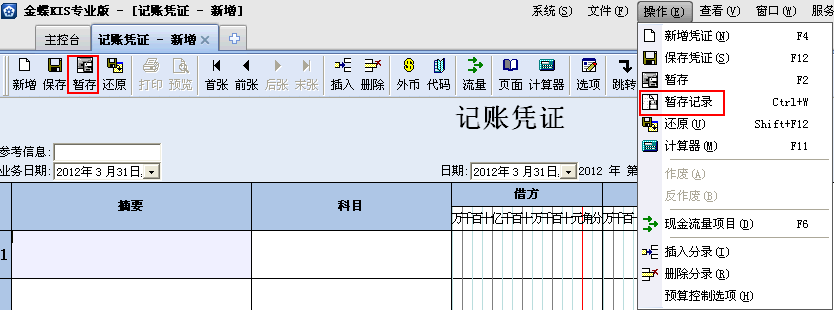 金蝶KIS专业版 - [记账凭证 - 新增]
系统(S) 文件(F) 操作(E) 查看(V) 窗口(W) 服务
主控台 记账凭证 - 新增
新增 保存 暂存 还原 打印 预览 首张 前张 后张 末张 插入 删除 外币 代码 流量 页面 计算器 选项 跳转
记账凭证
参考信息:
业务日期: 2012年 3月31日 日期: 2012年 3月31日 2012 年 第
摘要 科目 借方
万千百十亿千百十万千百十元角分 万千百十
1
新增凭证(N) F4
保存凭证(S) F12
暂存 F2
暂存记录 Ctrl+W
还原(U) Shift+F12
计算器(M) F11
作废(A)
反作废(B)
现金流量项目(D) F6
插入分录(I)
删除分录(R)
预算控制选项(H)